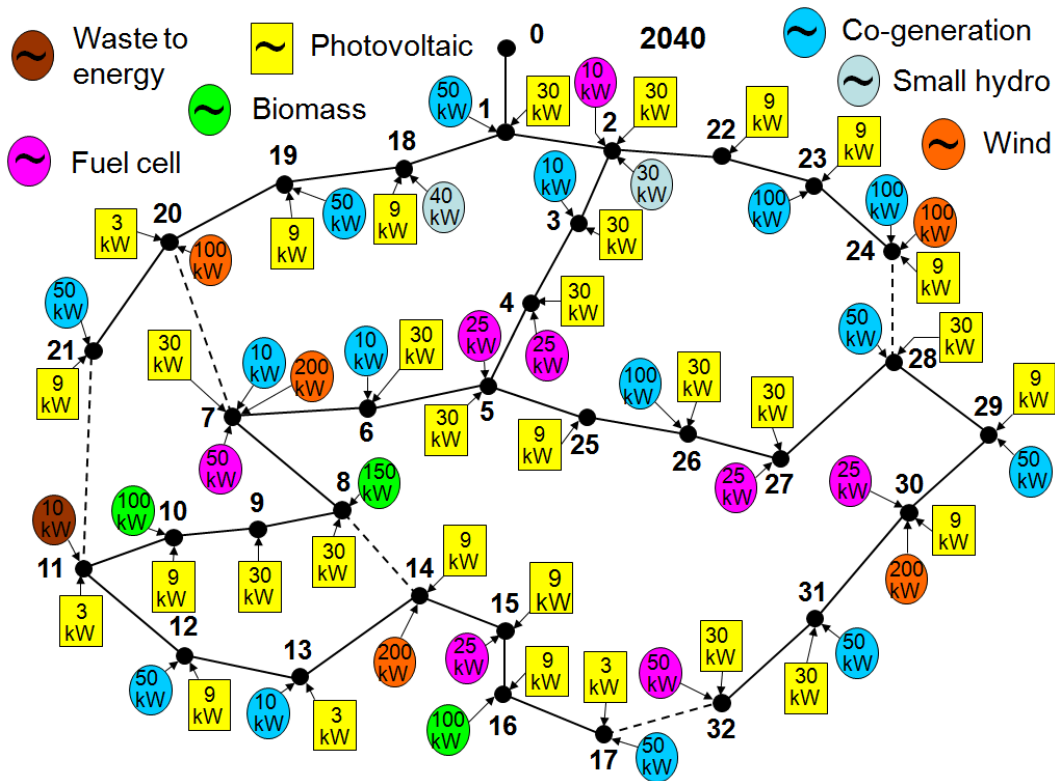 Waste to
energy
Photovoltaic
0
2040
Co-generation
Biomass
Small hydro
Fuel cell
Wind
50
kW
1
30
kW
10
kW
2
30
kW
30
kW
22
9
kW
23
9
kW
100
kW
24
100
kW
100
kW
9
kW
19
9
kW
50
kW
18
9
kW
40
kW
20
3
kW
100
kW
10
kW
3
30
kW
4
30
kW
25
kW
21
50
kW
9
kW
7
30
kW
10
kW
200
kW
50
kW
6
10
kW
30
kW
5
25
kW
30
kW
25
9
kW
26
100
kW
30
kW
27
30
kW
25
kW
28
50
kW
30
kW
29
9
kW
50
kW
8
150
kW
30
kW
9
30
kW
10
100
kW
9
kW
11
10
kW
3
kW
12
50
kW
9
kW
13
10
kW
3
kW
14
9
kW
200
kW
15
9
kW
25
kW
16
9
kW
100
kW
17
3
kW
50
kW
30
25
kW
9
kW
200
kW
31
30
kW
50
kW
32
50
kW
30
kW